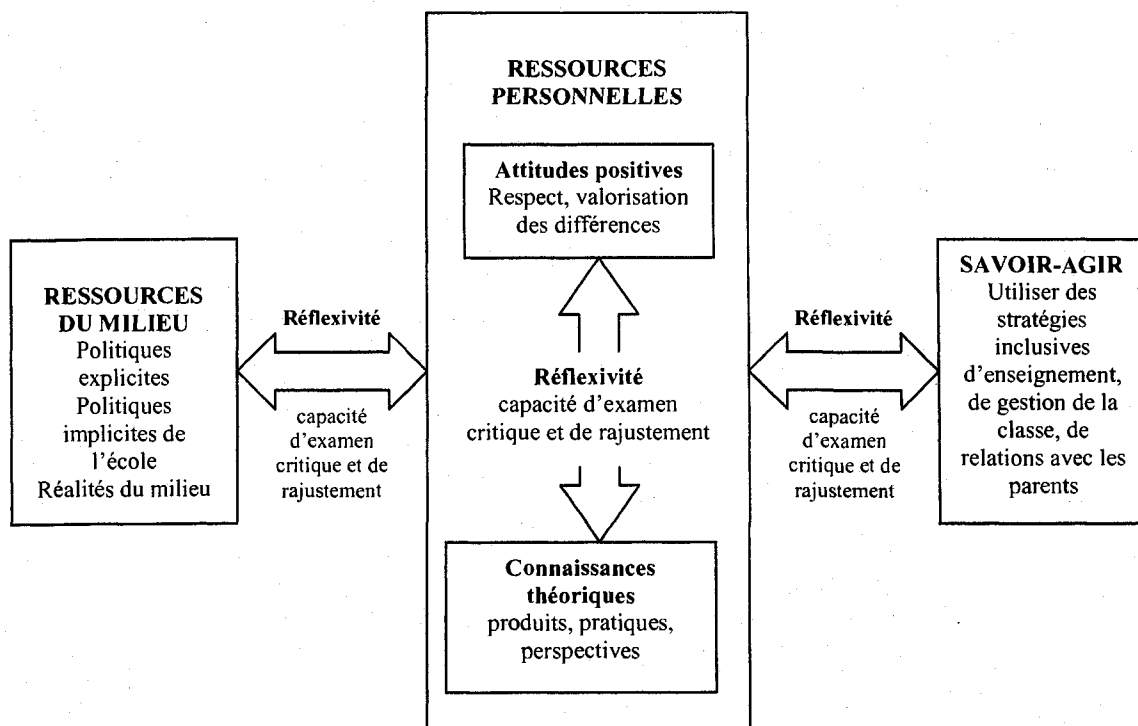 RESSOURCES
DU MILIEU
Politiques
explicites
Politiques
implicites de
l'école
Réalités du milieu
Réflexivité
capacité
d'examen
critique et de
rajustement
RESSOURCES
PERSONNELLES
Attitudes positives
Respect, valorisation
des différences
Réflexivité
capacité d'examen
critique et de rajustement
Connaissances
théoriques
produits, pratiques,
perspectives
Réflexivité
capacité
d'examen
critique et de
rajustement
SAVOIR-AGIR
Utiliser des
stratégies
inclusives
d'enseignement,
de gestion de la
classe, de
relations avec les
parents